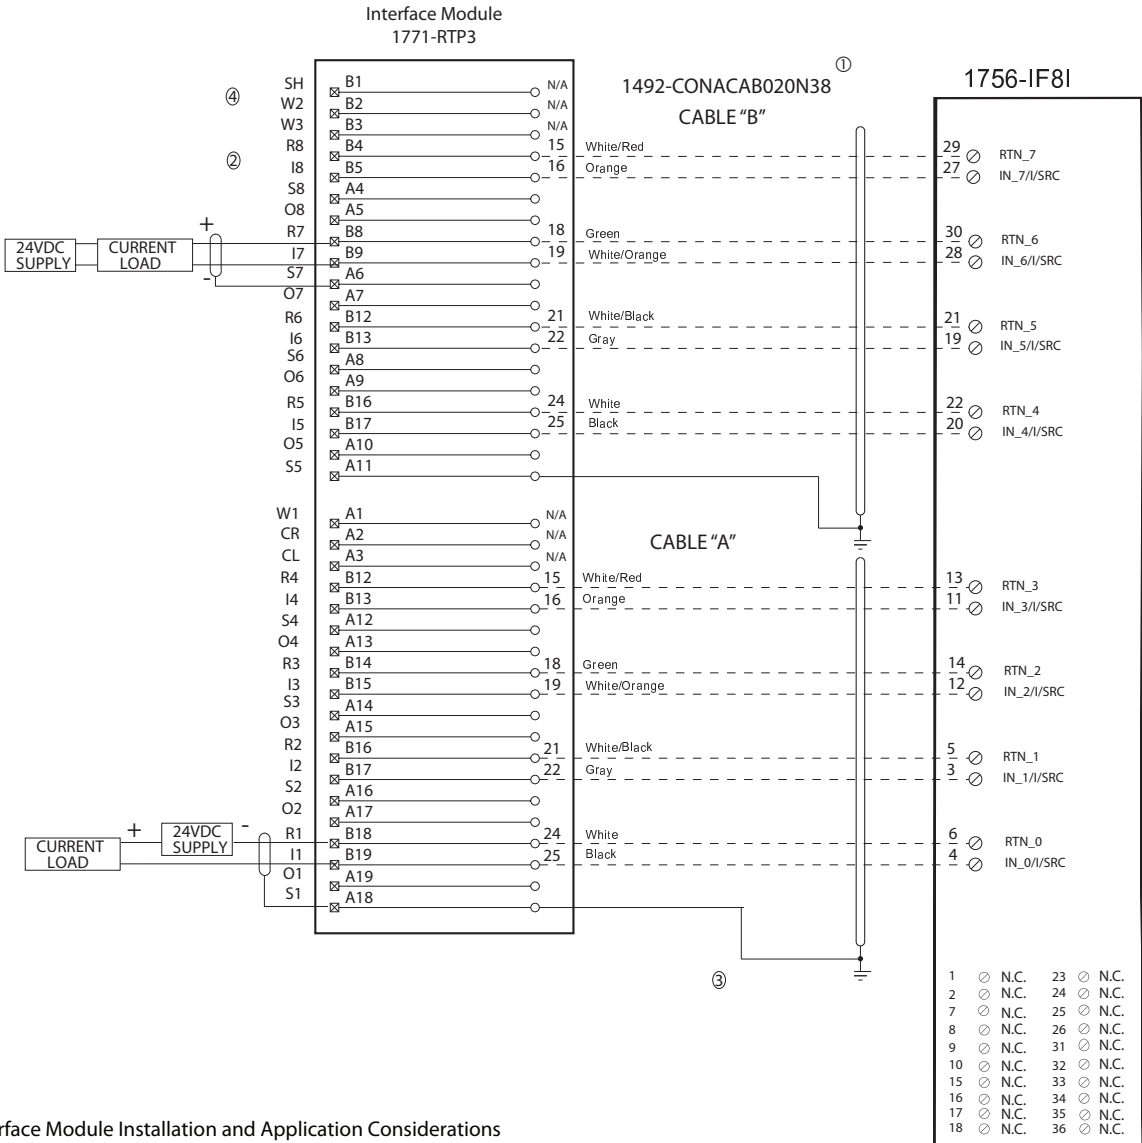 Interface Module
1771-RTP3
①
1492-CONACAB020N38
CABLE “B”
1756-IF8I
④
②
SH B1 N/A
W2 B2 N/A
W3 B3 N/A
R8 B4 15 White/Red 29 RTN_7
I8 B5 16 Orange 27 IN_7/I/SRC
S8 A4
O8 A5
R7 B8 18 Green 30 RTN_6
I7 B9 19 White/Orange 28 IN_6/I/SRC
S7 A6
O7 A7
+
24VDC
SUPPLY
CURRENT
LOAD
-
R6 B12 21 White/Black 21 RTN_5
I6 B13 22 Gray 19 IN_5/I/SRC
S6 A8
O6 A9
R5 B16 24 White 22 RTN_4
I5 B17 25 Black 20 IN_4/I/SRC
O5 A10
S5 A11
W1 A1 N/A
CR A2 N/A
CL A3 N/A
CABLE “A”
R4 B12 15 White/Red 13 RTN_3
I4 B13 16 Orange 11 IN_3/I/SRC
S4 A12
O4 A13
R3 B14 18 Green 14 RTN_2
I3 B15 19 White/Orange 12 IN_2/I/SRC
S3 A14
O3 A15
R2 B16 21 White/Black 5 RTN_1
I2 B17 22 Gray 3 IN_1/I/SRC
S2 A16
O2 A17
R1 B18 24 White 6 RTN_0
I1 B19 25 Black 4 IN_0/I/SRC
O1 A19
S1 A18
CURRENT
LOAD
+
24VDC
SUPPLY
-
③
1 N.C. 23 N.C.
2 N.C. 24 N.C.
7 N.C. 25 N.C.
8 N.C. 26 N.C.
9 N.C. 31 N.C.
10 N.C. 32 N.C.
15 N.C. 33 N.C.
16 N.C. 34 N.C.
17 N.C. 35 N.C.
18 N.C. 36 N.C.
rface Module Installation and Application Considerations